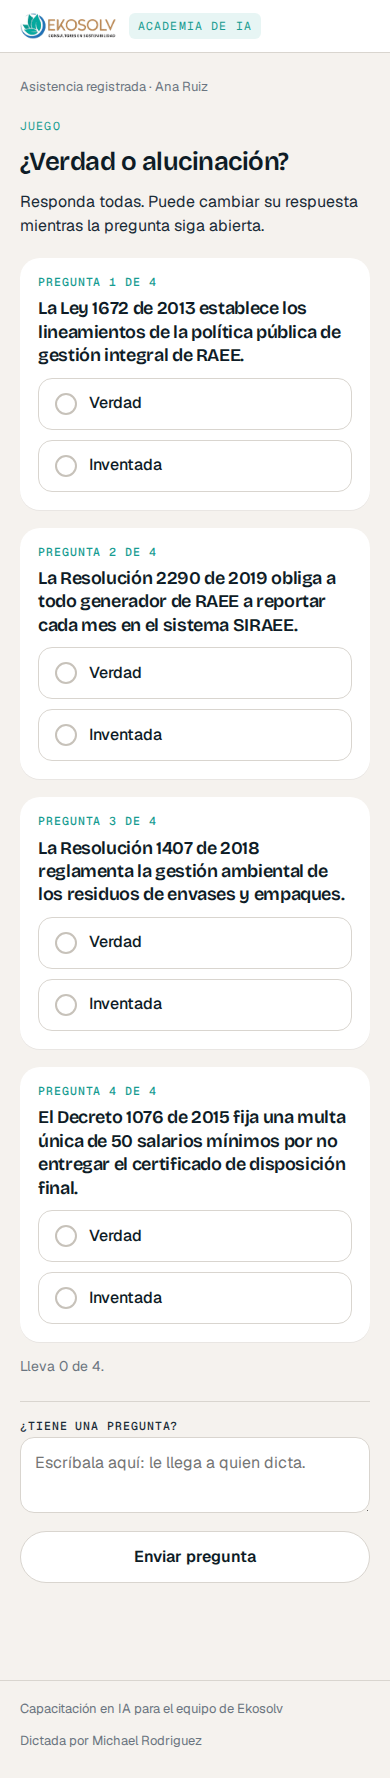 EKOSOLV
ACADEMIA DE IA
Asistencia registrada · Ana Ruiz
JUEGO
¿Verdad o alucinación?
Responda todas. Puede cambiar su respuesta
mientras la pregunta siga abierta.
PREGUNTA 1 DE 4
La Ley 1672 de 2013 establece los
lineamientos de la política pública de
gestión integral de RAEE.
Verdad
Inventada
PREGUNTA 2 DE 4
La Resolución 2290 de 2019 obliga a
todo generador de RAEE a reportar
cada mes en el sistema SIRAEE.
Verdad
Inventada
PREGUNTA 3 DE 4
La Resolución 1407 de 2018
reglamenta la gestión ambiental de
los residuos de envases y empaques.
Verdad
Inventada
PREGUNTA 4 DE 4
El Decreto 1076 de 2015 fija una multa
única de 50 salarios mínimos por no
entregar el certificado de disposición
final.
Verdad
Inventada
Lleva 0 de 4.
¿TIENE UNA PREGUNTA?
Escríbala aquí: le llega a quien dicta.
Enviar pregunta
Capacitación en IA para el equipo de Ekosolv
Dictada por Michael Rodriguez